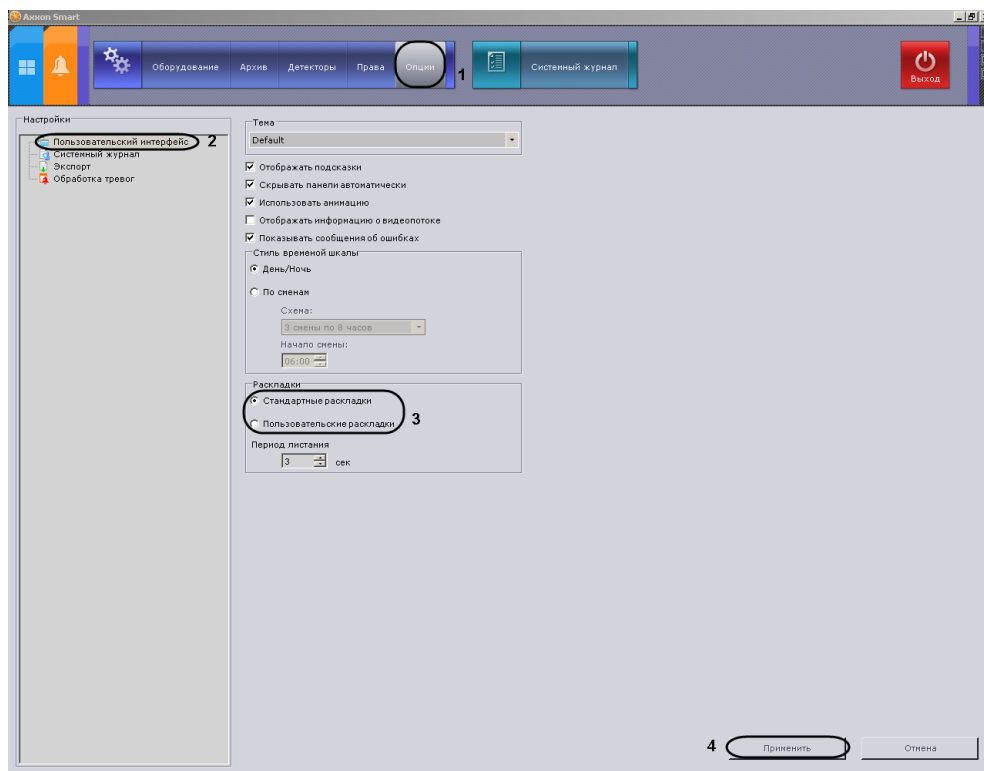 Axxon Smart
Оборудование Архив Детекторы Права Опции 1 Системный журнал Выход
Настройки
Пользовательский интерфейс 2
Системный журнал
Экспорт
Обработка тревог
Тема
Default
Отображать подсказки
Скрывать панели автоматически
Использовать анимацию
Отображать информацию о видеопотоке
Показывать сообщения об ошибках
Стиль временой шкалы
День/Ночь
По сменам
Схема:
3 смены по 8 часов
Начало смены:
06:00
Раскладки
Стандартные раскладки
Пользовательские раскладки 3
Период листания
3 сек
4 Применить Отмена